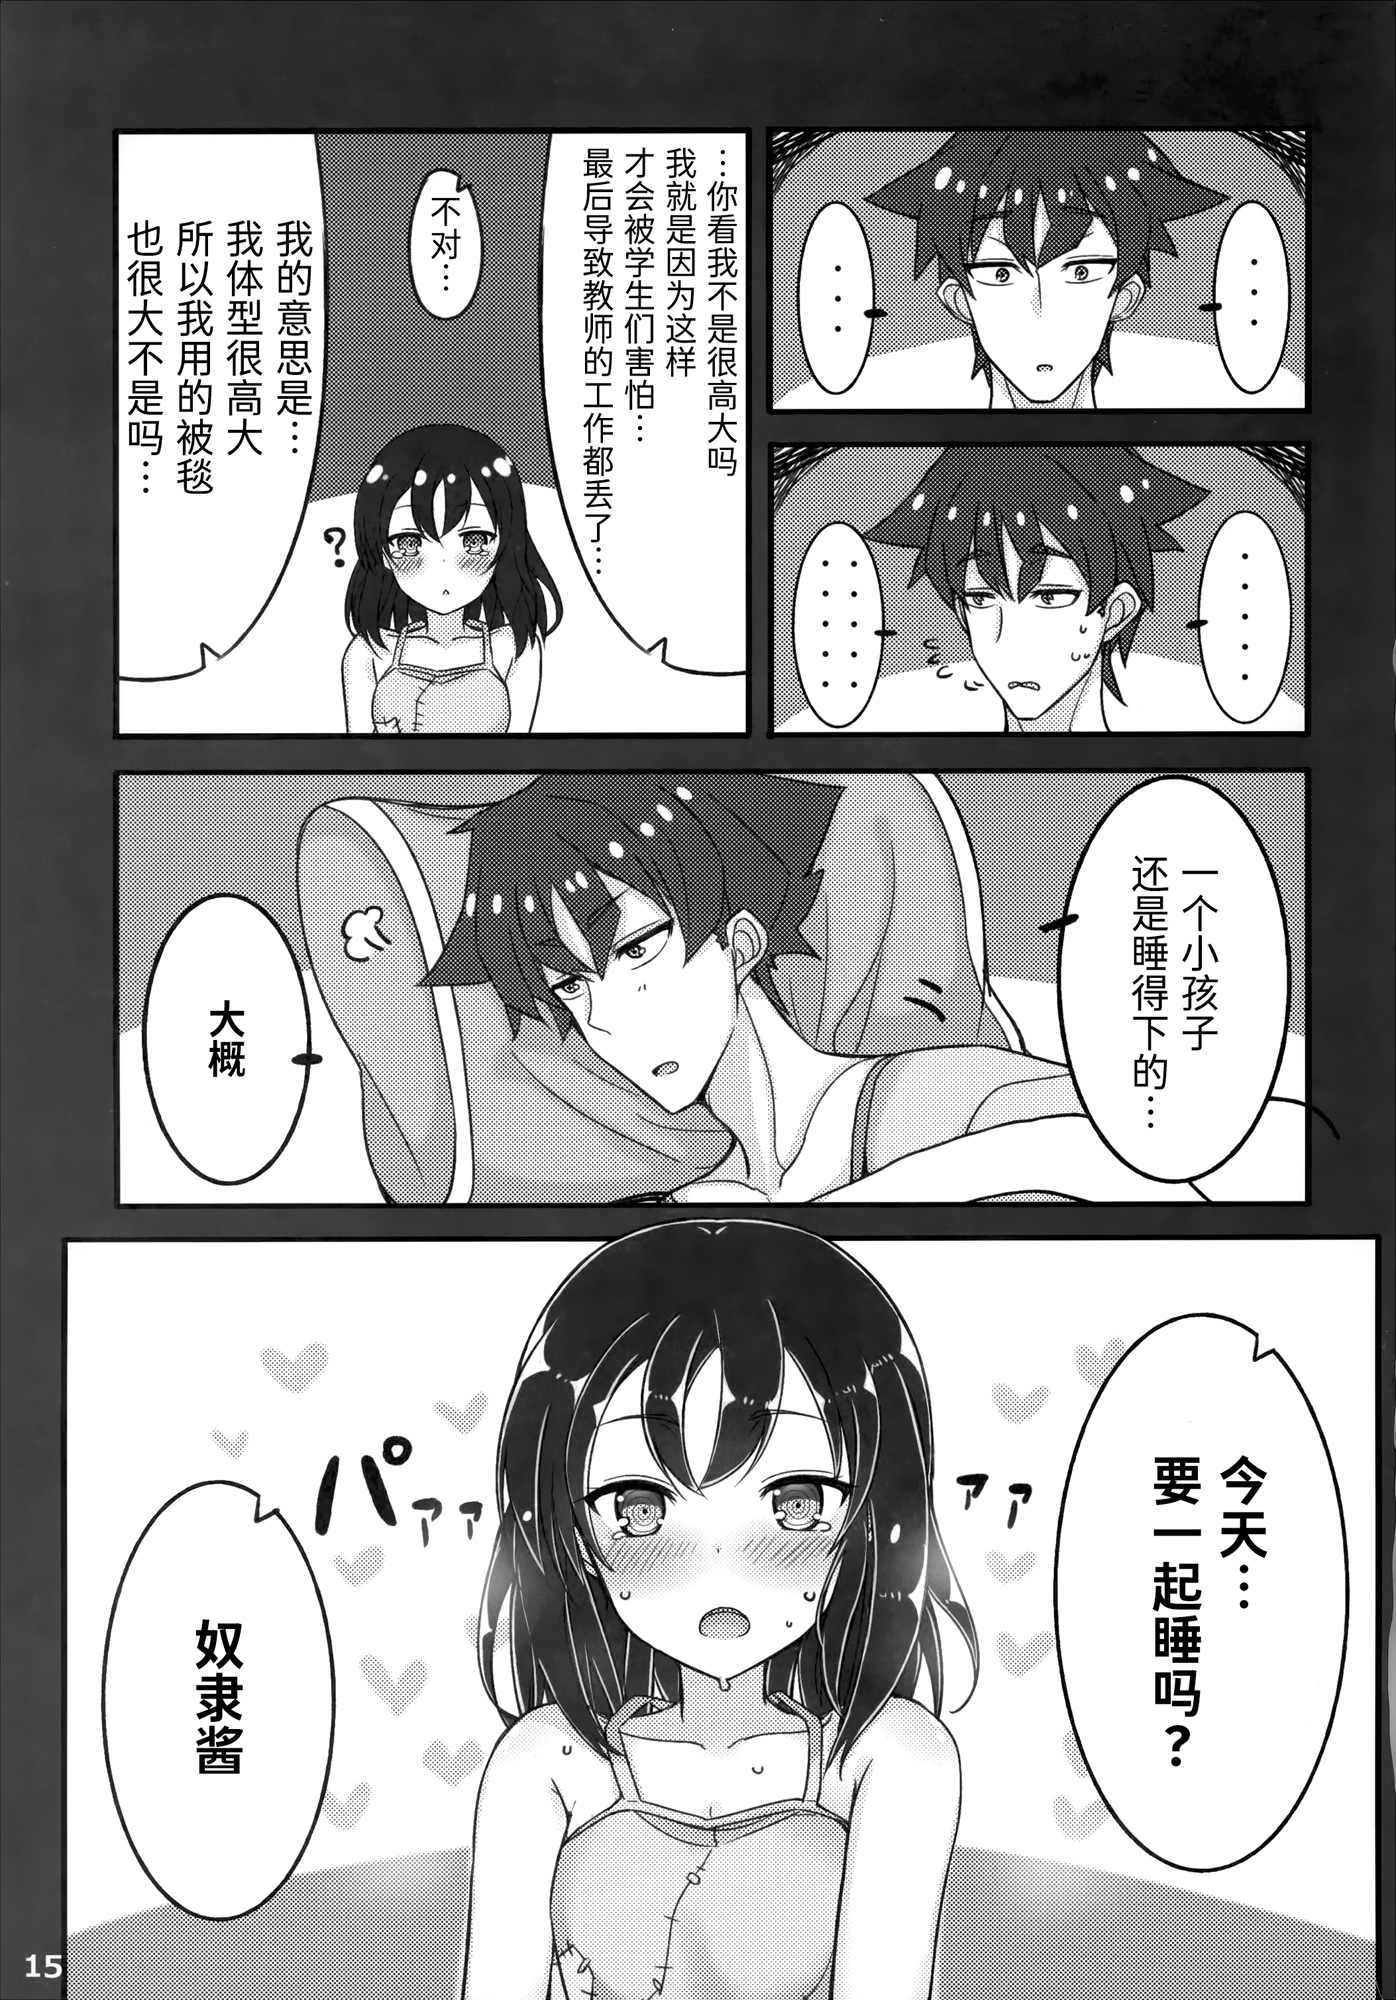 ・・・
・・・
・・・・
・・・・
・・・・
…你看我不是很高大吗
我就是因为这样
才会被学生们害怕…
最后导致教师的工作都丢了…
不对…
?
我的意思是…
我体型很高大
所以我用的被毯
也很大不是吗…
一个小孩子
还是睡得下的…
大概
今天…
要一起睡吗？
パァァァァ
奴隶酱
15